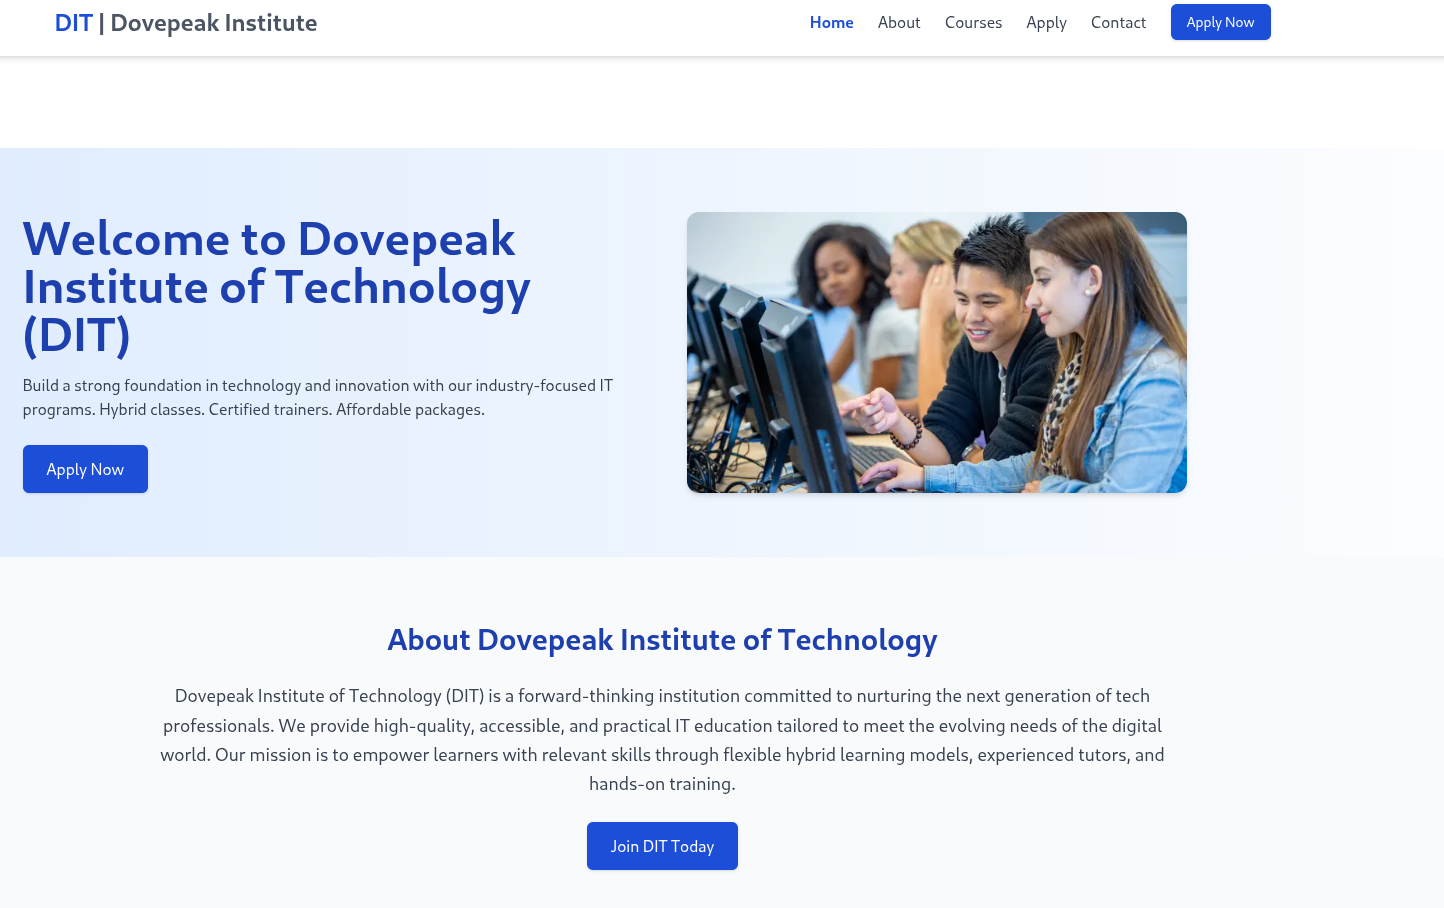 DIT | Dovepeak Institute
Home About Courses Apply Contact Apply Now
Welcome to Dovepeak
Institute of Technology
(DIT)
Build a strong foundation in technology and innovation with our industry-focused IT
programs. Hybrid classes. Certified trainers. Affordable packages.
Apply Now
About Dovepeak Institute of Technology
Dovepeak Institute of Technology (DIT) is a forward-thinking institution committed to nurturing the next generation of tech
professionals. We provide high-quality, accessible, and practical IT education tailored to meet the evolving needs of the digital
world. Our mission is to empower learners with relevant skills through flexible hybrid learning models, experienced tutors, and
hands-on training.
Join DIT Today